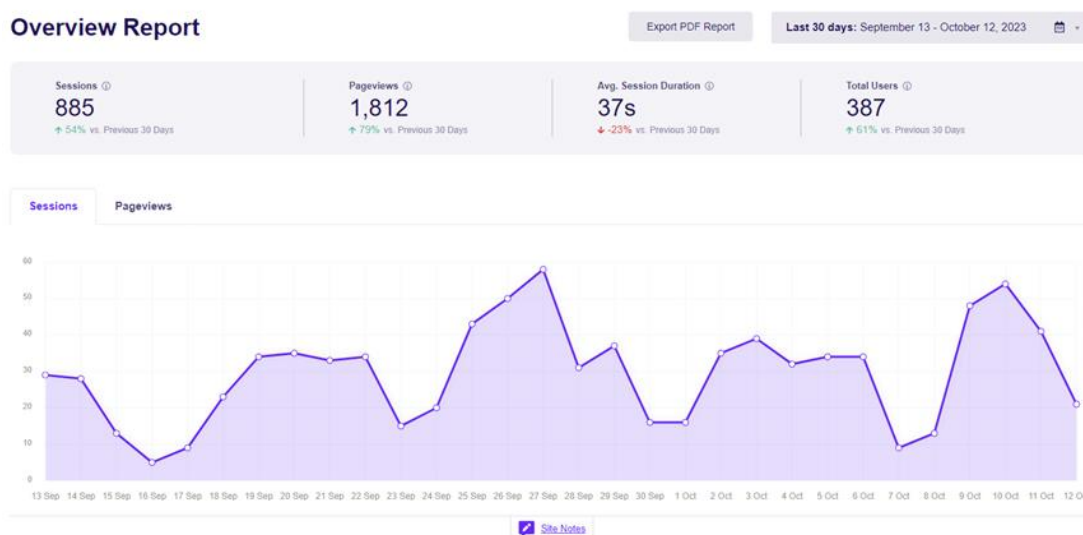 Overview Report
Export PDF Report
Last 30 days: September 13 - October 12, 2023
Sessions
885
54% vs. Previous 30 Days
Pageviews
1,812
79% vs. Previous 30 Days
Avg. Session Duration
37s
-23% vs. Previous 30 Days
Total Users
387
61% vs. Previous 30 Days
Sessions Pageviews
60
50
40
30
20
10
0
13 Sep 14 Sep 15 Sep 16 Sep 17 Sep 18 Sep 19 Sep 20 Sep 21 Sep 22 Sep 23 Sep 24 Sep 25 Sep 26 Sep 27 Sep 28 Sep 29 Sep 30 Sep 1 Oct 2 Oct 3 Oct 4 Oct 5 Oct 6 Oct 7 Oct 8 Oct 9 Oct 10 Oct 11 Oct 12 O
Site Notes